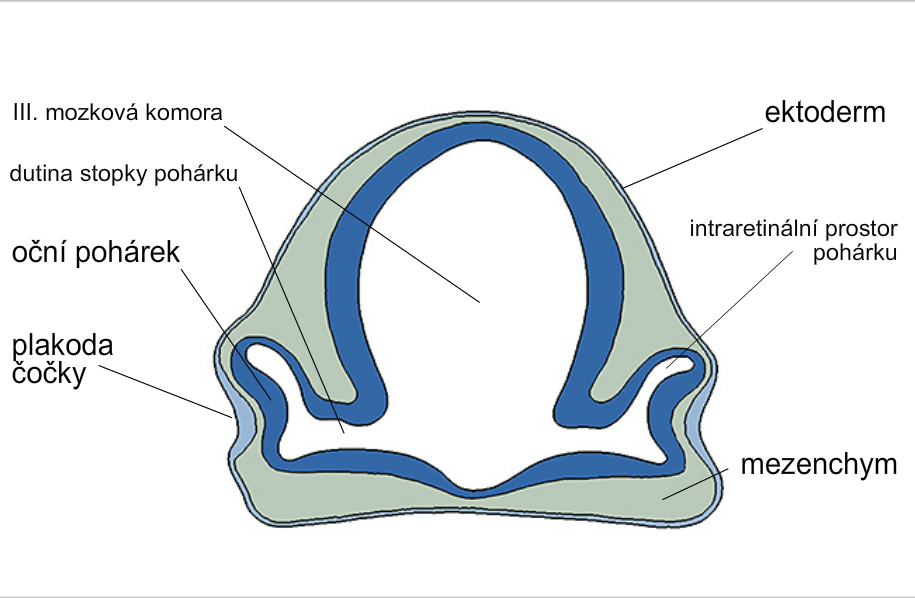 III. mozková komora
dutina stopky pohárku
oční pohárek
plakoda
čočky
ektoderm
intraretinální prostor
pohárku
mezenchym